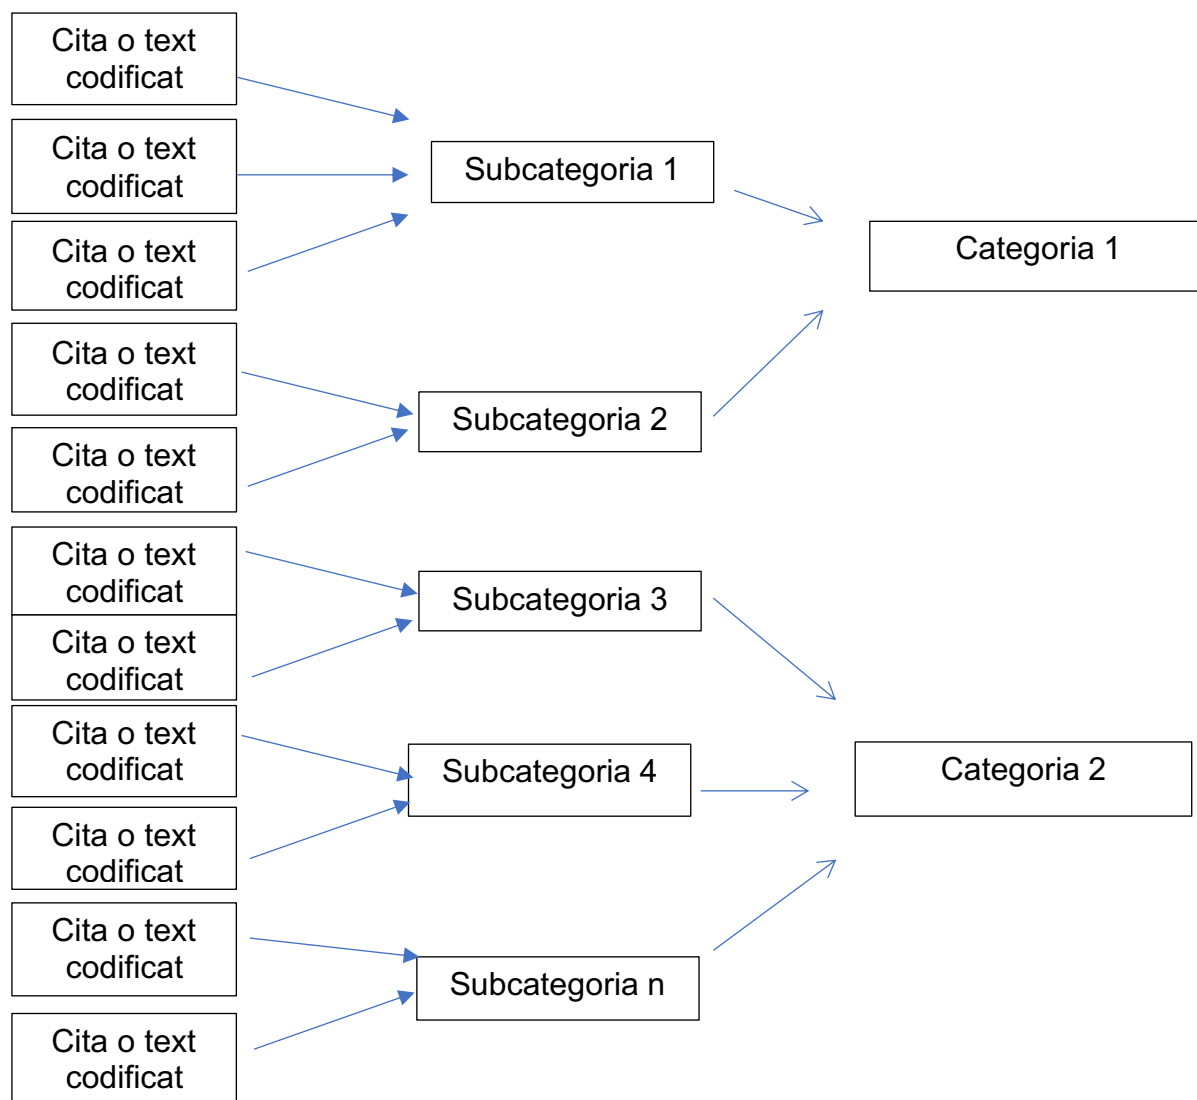 Cita o text
codificat
Cita o text
codificat
Cita o text
codificat
Cita o text
codificat
Cita o text
codificat
Cita o text
codificat
Cita o text
codificat
Cita o text
codificat
Cita o text
codificat
Cita o text
codificat
Cita o text
codificat
Subcategoria 1
Subcategoria 2
Subcategoria 3
Subcategoria 4
Subcategoria n
Categoria 1
Categoria 2